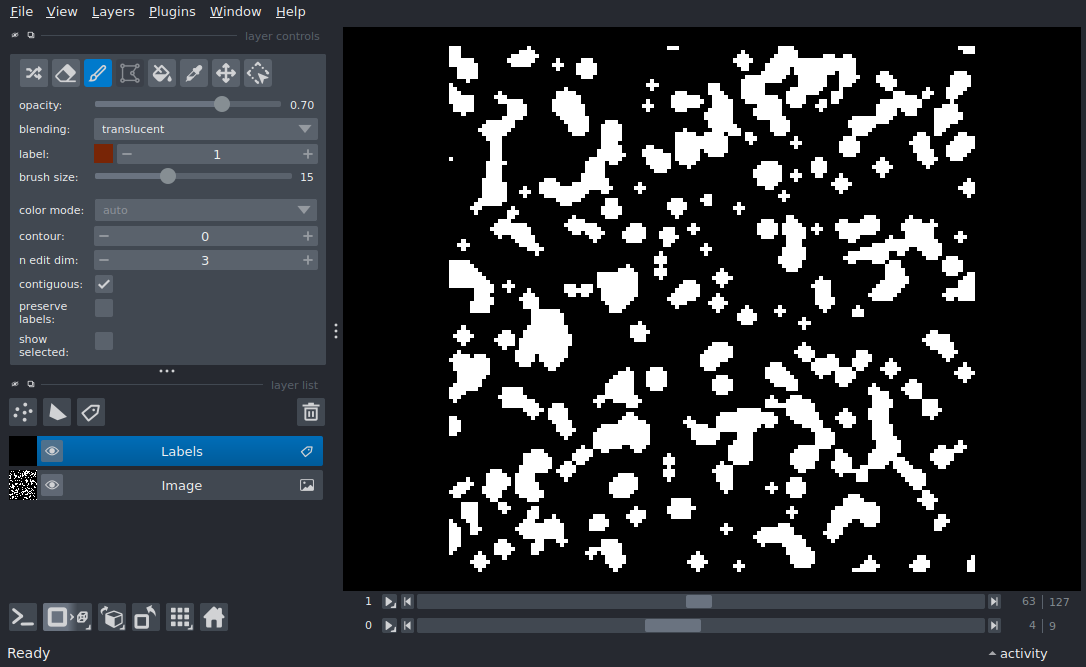 File View Layers Plugins Window Help
layer controls
opacity: 0.70
blending: translucent
label: 1
brush size: 15
color mode: auto
contour: 0
n edit dim: 3
contiguous:
preserve
labels:
show
selected:
layer list
Labels
Image
1 63 127
0 4 9
Ready
activity